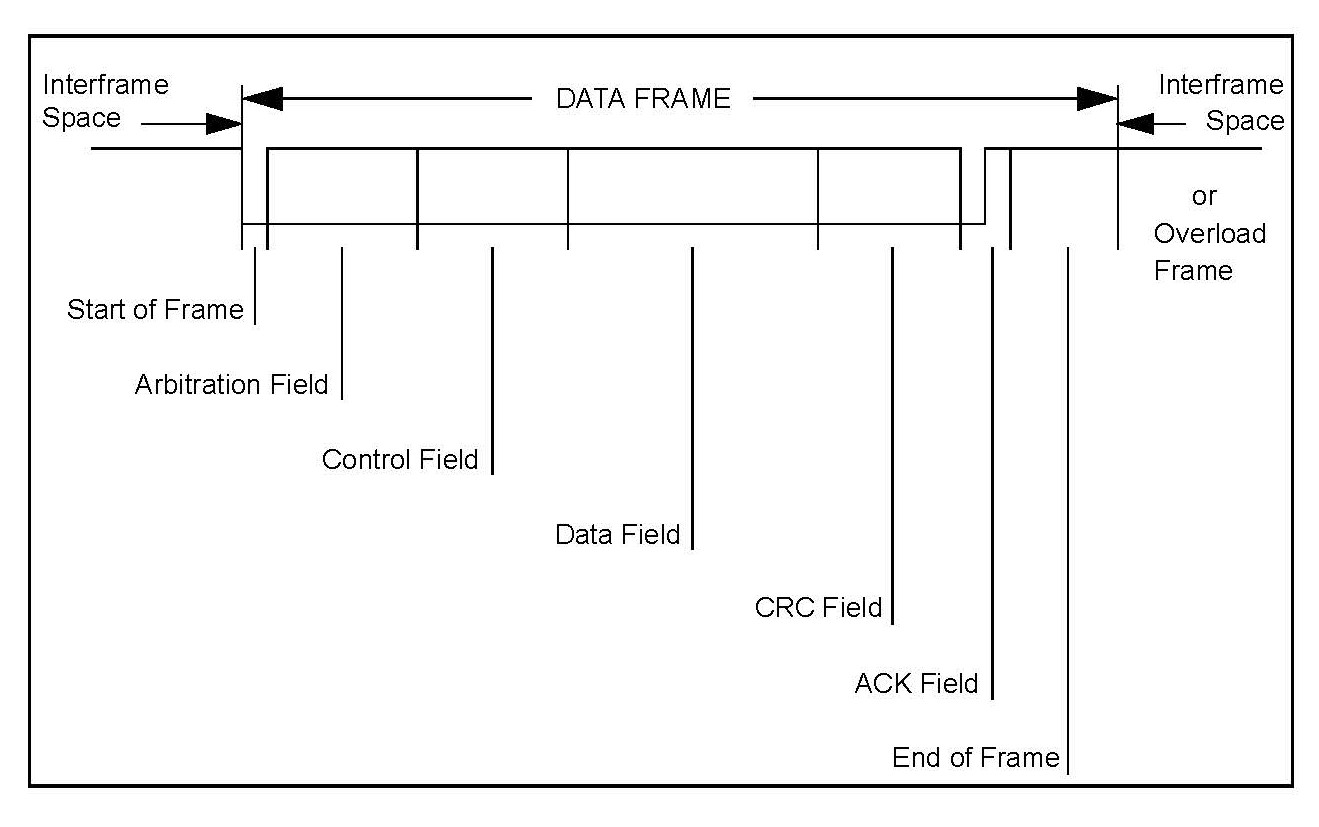 Interframe
Space
DATA FRAME
Interframe
Space
or
Overload
Frame
Start of Frame
Arbitration Field
Control Field
Data Field
CRC Field
ACK Field
End of Frame